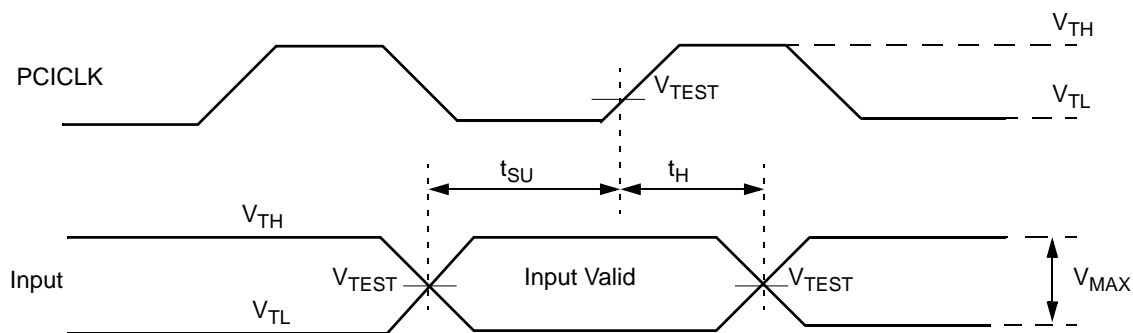 V_TH
PCICLK
V_TEST
V_TL
t_SU
t_H
V_TH
V_TEST
Input Valid
V_TEST
Input
V_MAX
V_TL